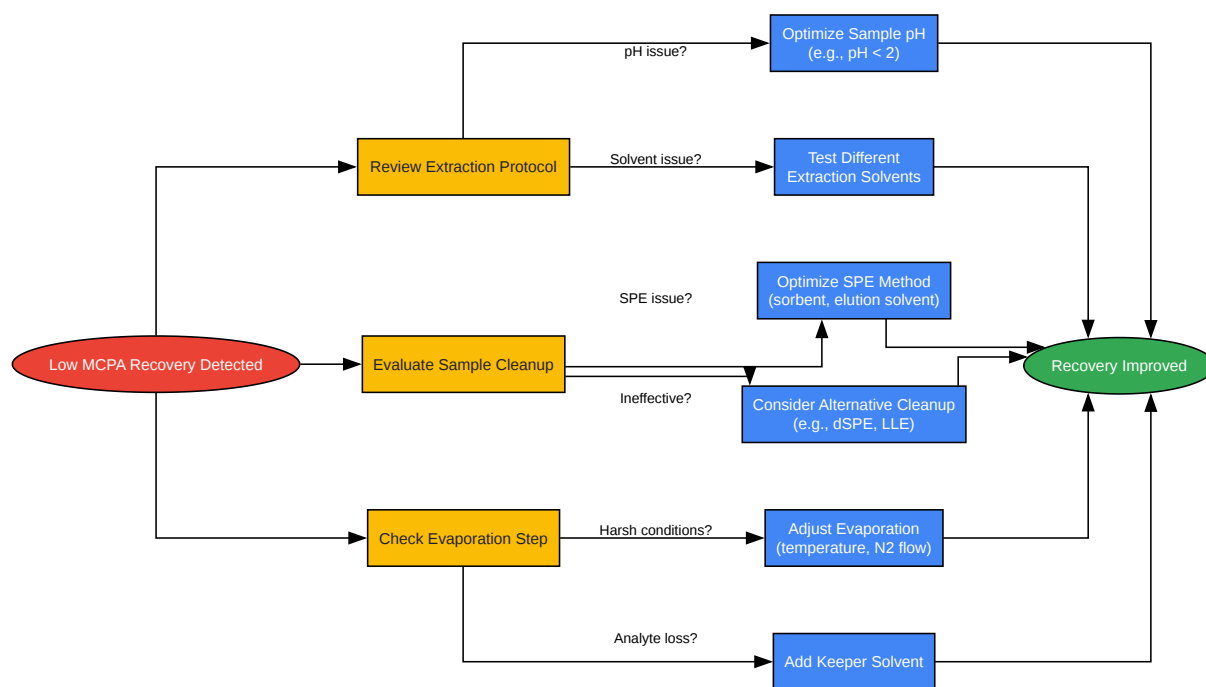 Optimize Sample pH
(e.g., pH < 2)
pH issue?
Review Extraction Protocol
Solvent issue?
Test Different
Extraction Solvents
Optimize SPE Method
(sorbent, elution solvent)
SPE issue?
Low MCPA Recovery Detected
Evaluate Sample Cleanup
Recovery Improved
Ineffective?
Consider Alternative Cleanup
(e.g., dSPE, LLE)
Check Evaporation Step
Harsh conditions?
Adjust Evaporation
(temperature, N2 flow)
Analyte loss?
Add Keeper Solvent